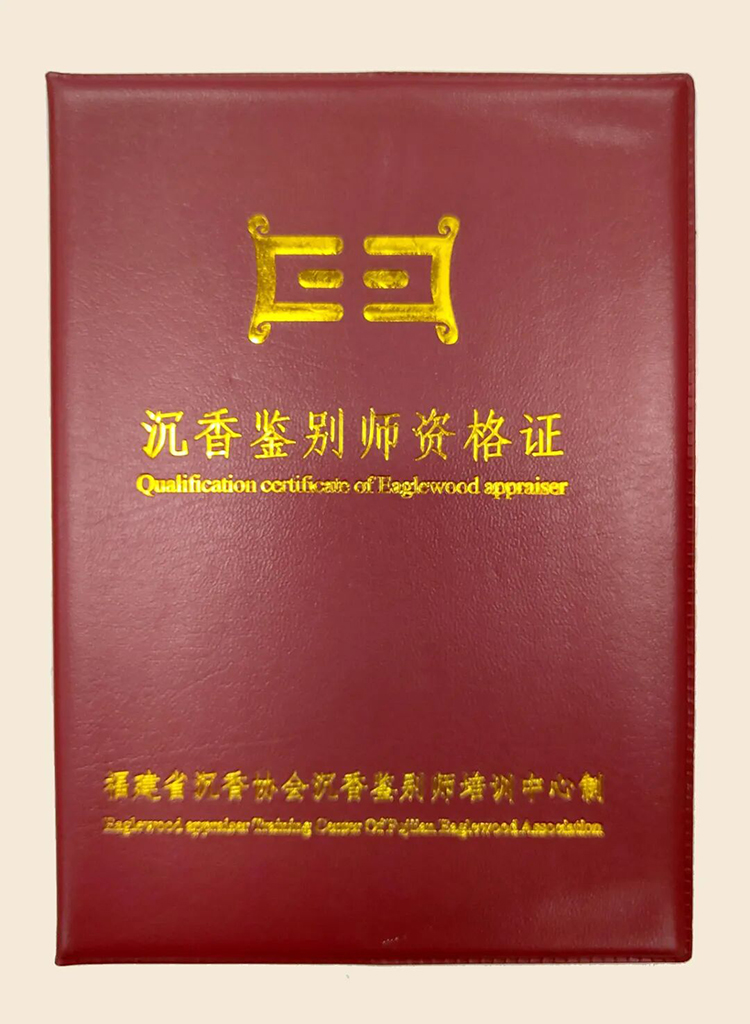 沉香鉴别师资格证
Qualification certificate of Eaglewood appraiser
福建省沉香协会沉香鉴别师培训中心制
Eaglewood appraiser Training Center Of Fujian Eaglewood Association